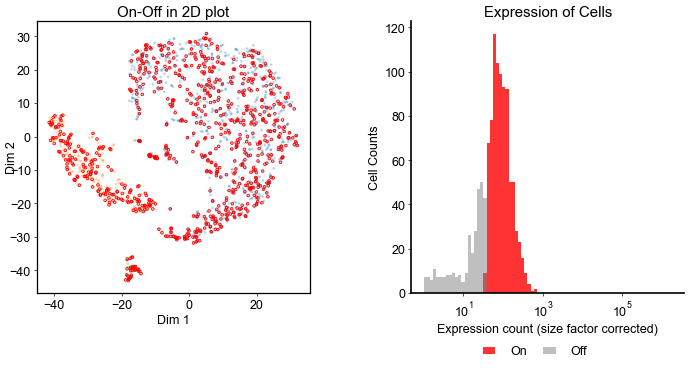 On-Off in 2D plot
30
20
10
0
−10
−20
−30
−40
Dim 2
−40 −20 0 20
Dim 1
Expression of Cells
120
100
80
60
40
20
0
Cell Counts
10^1 10^3 10^5
Expression count (size factor corrected)
On Off